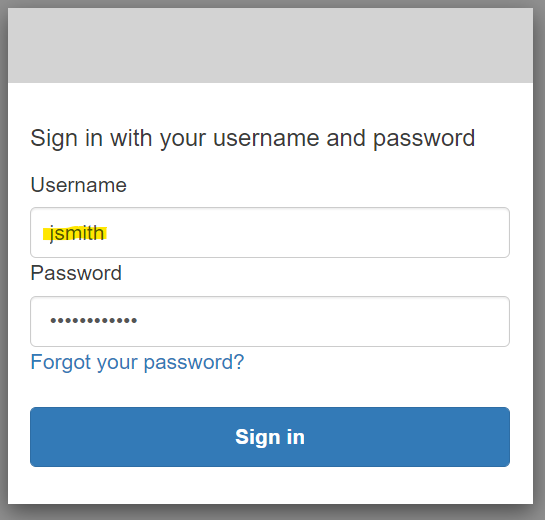 Sign in with your username and password
Username
jsmith
Password
••••••••••••
Forgot your password?
Sign in